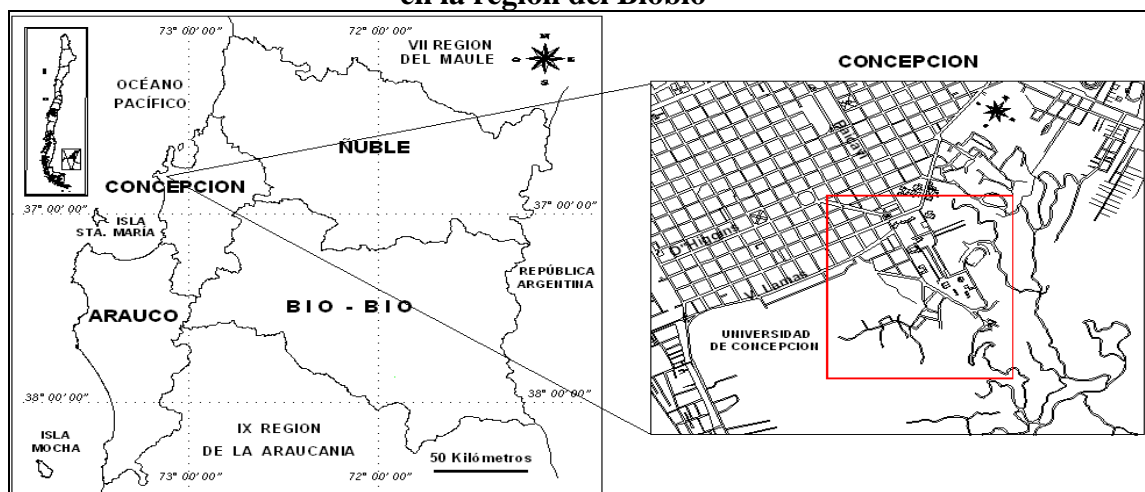 en la región del Biobío
73° 00' 00"
72° 00' 00"
VII REGION
DEL MAULE
N
O
E
S
OCÉANO
PACÍFICO
ÑUBLE
CONCEPCION
37° 00' 00"
37° 00' 00"
ISLA
STA. MARÍA
REPÚBLICA
ARGENTINA
ARAUCO
BIO - BIO
38° 00' 00"
38° 00' 00"
ISLA
MOCHA
IX REGION
DE LA ARAUCANIA
50 Kilómetros
73° 00' 00"
72° 00' 00"
CONCEPCION
O'Higgins
V. Lamas
UNIVERSIDAD
DE CONCEPCION